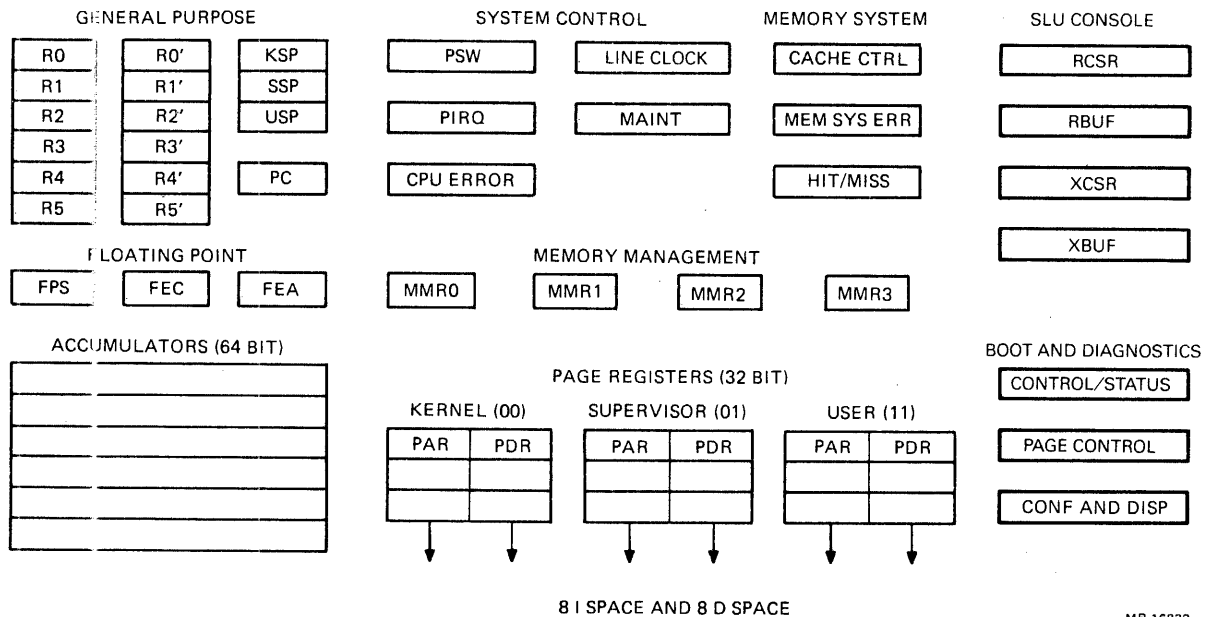 GENERAL PURPOSE
R0 R0' KSP
R1 R1' SSP
R2 R2' USP
R3 R3'
R4 R4' PC
R5 R5'
FLOATING POINT
FPS FEC FEA
ACCUMULATORS (64 BIT)
SYSTEM CONTROL
PSW LINE CLOCK
PIRQ MAINT
CPU ERROR
MEMORY SYSTEM
CACHE CTRL
MEM SYS ERR
HIT/MISS
MEMORY MANAGEMENT
MMR0 MMR1 MMR2 MMR3
PAGE REGISTERS (32 BIT)
KERNEL (00) SUPERVISOR (01) USER (11)
PAR PDR PAR PDR PAR PDR
8 I SPACE AND 8 D SPACE
SLU CONSOLE
RCSR
RBUF
XCSR
XBUF
BOOT AND DIAGNOSTICS
CONTROL/STATUS
PAGE CONTROL
CONF AND DISP